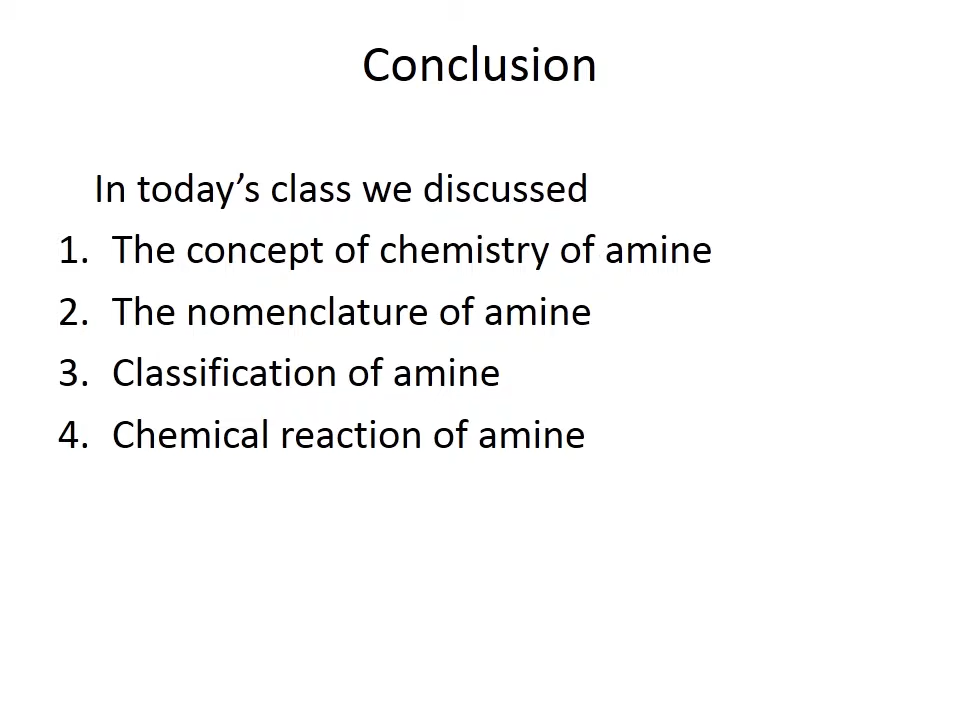 Conclusion
In today’s class we discussed
1. The concept of chemistry of amine
2. The nomenclature of amine
3. Classification of amine
4. Chemical reaction of amine